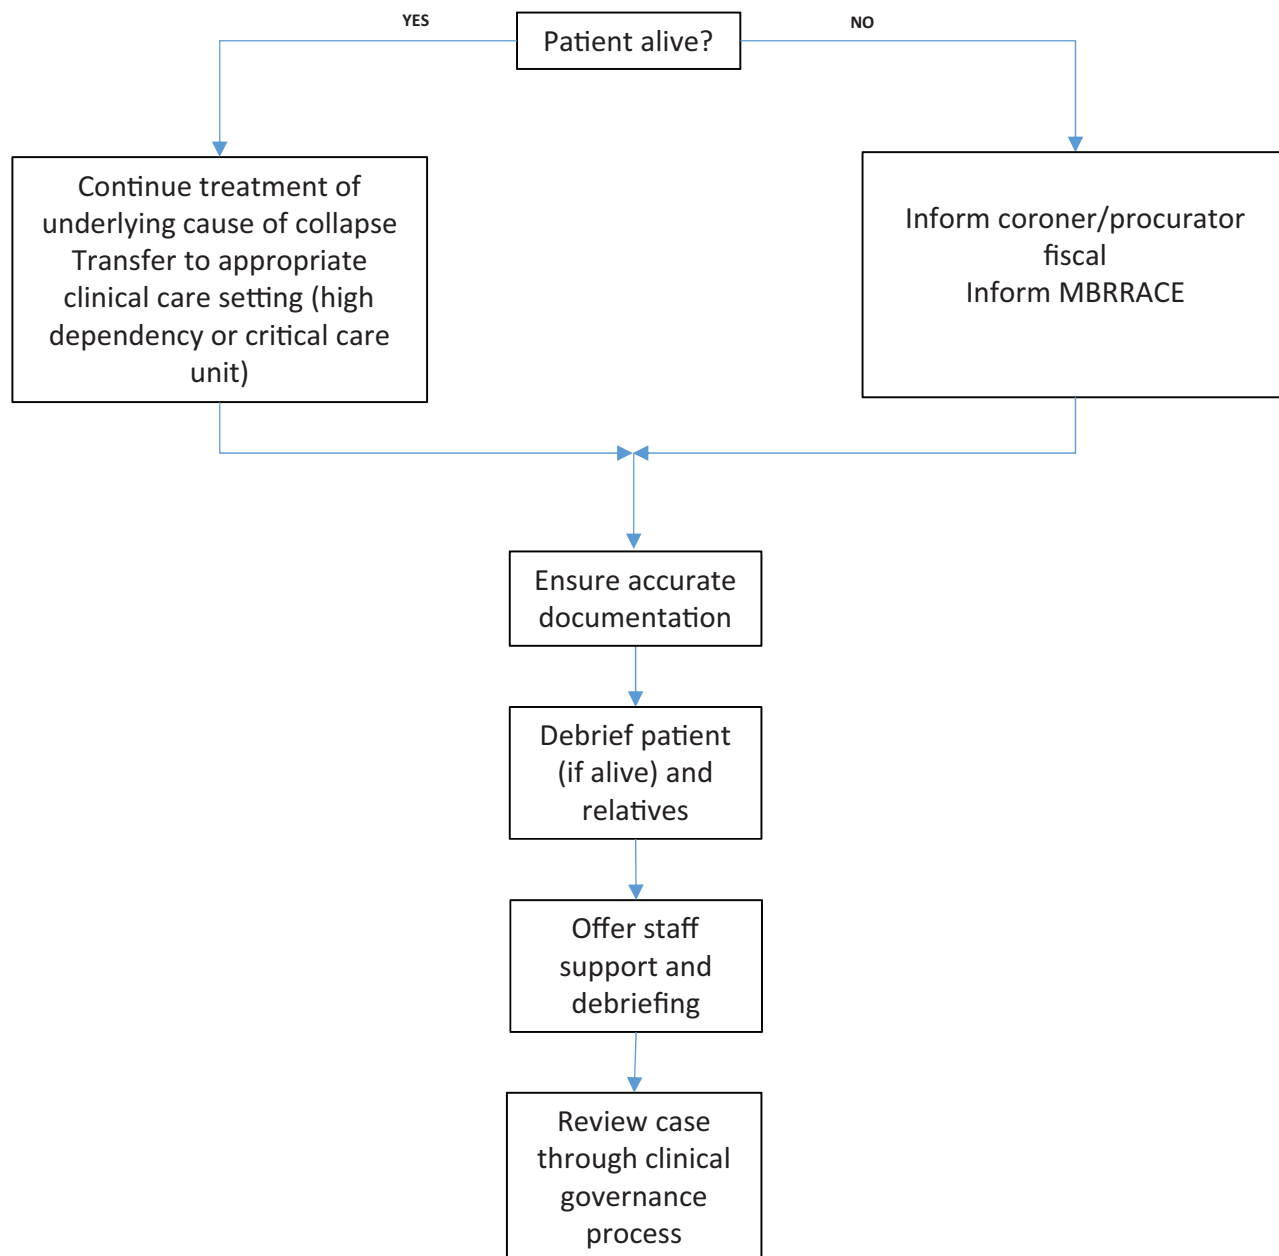 YES
Patient alive?
NO
Continue treatment of
underlying cause of collapse
Transfer to appropriate
clinical care setting (high
dependency or critical care
unit)
Inform coroner/procurator
fiscal
Inform MBRRACE
Ensure accurate
documentation
Debrief patient
(if alive) and
relatives
Offer staff
support and
debriefing
Review case
through clinical
governance
process